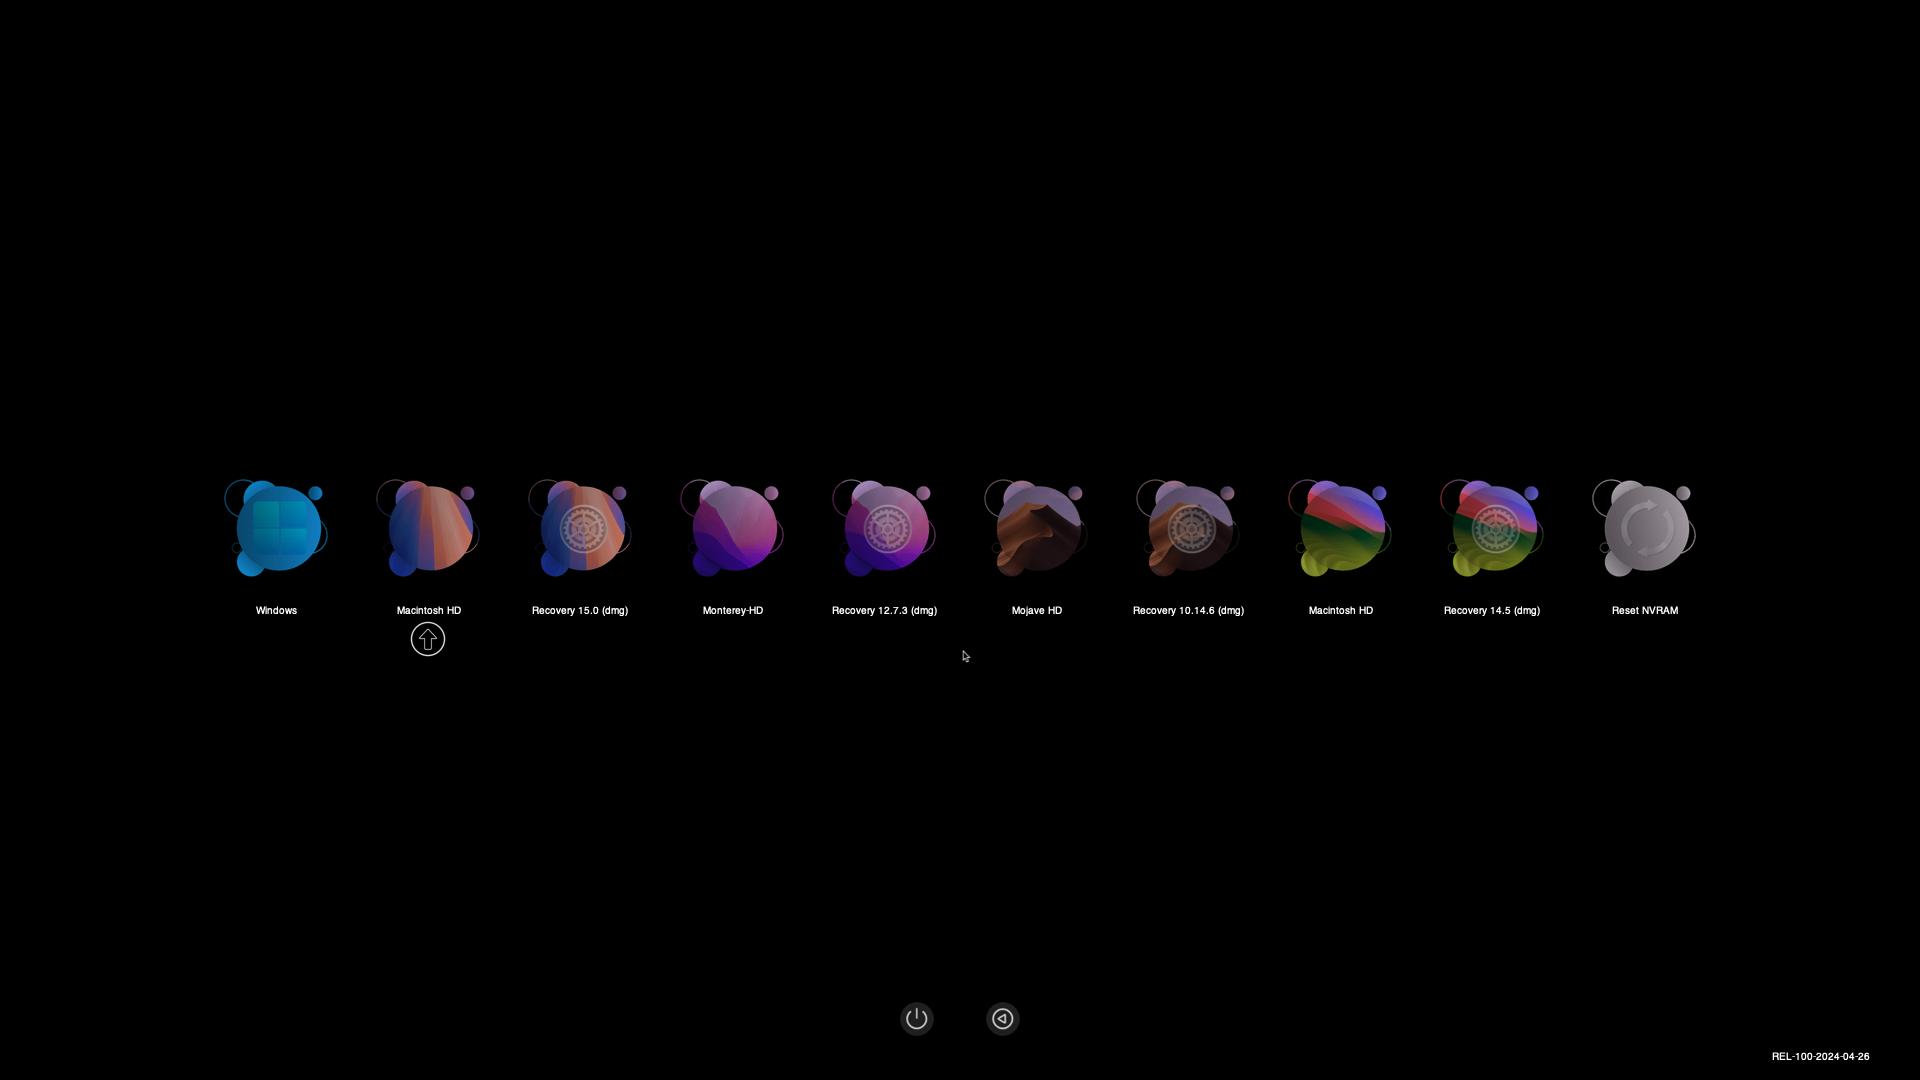 Windows
Macintosh HD
Recovery 15.0 (dmg)
Monterey-HD
Recovery 12.7.3 (dmg)
Mojave HD
Recovery 10.14.6 (dmg)
Macintosh HD
Recovery 14.5 (dmg)
Reset NVRAM
REL-100-2024-04-26